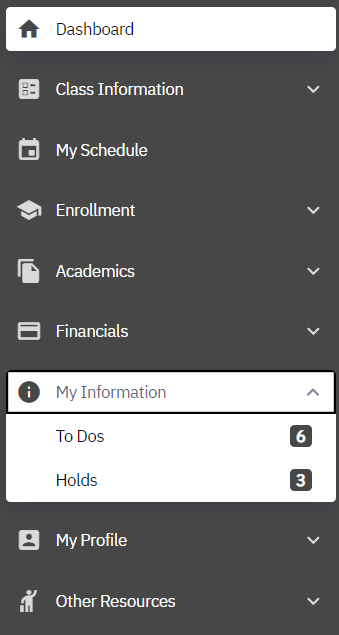 Dashboard
Class Information
My Schedule
Enrollment
Academics
Financials
My Information
To Dos 6
Holds 3
My Profile
Other Resources